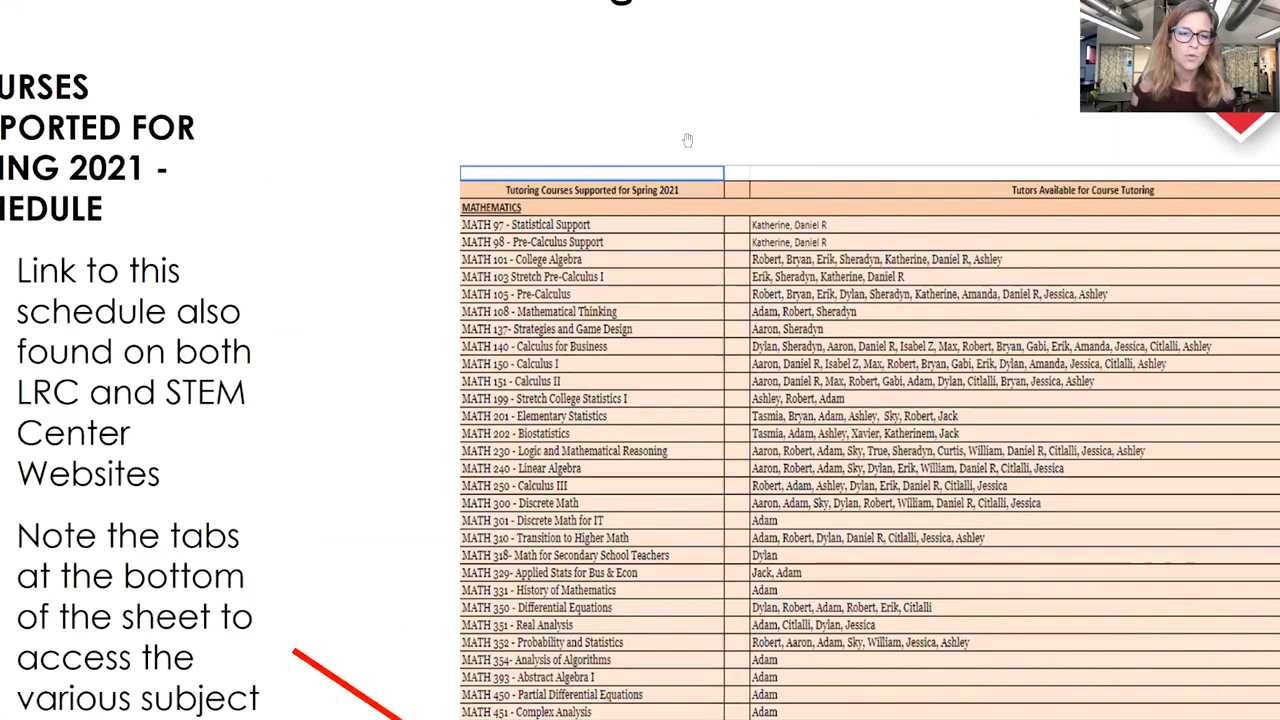 URSES
PORTED FOR
ING 2021 -
EDULE
Link to this
schedule also
found on both
LRC and STEM
Center
Websites
Note the tabs
at the bottom
of the sheet to
access the
various subject
Tutoring Courses Supported for Spring 2021 Tutors Available for Course Tutoring
MATHEMATICS
MATH 97 - Statistical Support Katherine, Daniel R
MATH 98 - Pre-Calculus Support Katherine, Daniel R
MATH 101 - College Algebra Robert, Bryan, Erik, Sheradyn, Katherine, Daniel R, Ashley
MATH 103 Stretch Pre-Calculus I Erik, Sheradyn, Katherine, Daniel R
MATH 105 - Pre-Calculus Robert, Bryan, Erik, Dylan, Sheradyn, Katherine, Amanda, Daniel R, Jessica, Ashley
MATH 108 - Mathematical Thinking Adam, Robert, Sheradyn
MATH 137- Strategies and Game Design Aaron, Sheradyn
MATH 140 - Calculus for Business Dylan, Sheradyn, Aaron, Daniel R, Isabel Z, Max, Robert, Bryan, Gabi, Erik, Amanda, Jessica, Citlalli, Ashley
MATH 150 - Calculus I Aaron, Daniel R, Isabel Z, Max, Robert, Bryan, Gabi, Erik, Dylan, Amanda, Jessica, Citlalli, Ashley
MATH 151 - Calculus II Aaron, Daniel R, Max, Robert, Gabi, Adam, Dylan, Citlalli, Bryan, Jessica, Ashley
MATH 199 - Stretch College Statistics I Ashley, Robert, Adam
MATH 201 - Elementary Statistics Tasmia, Bryan, Adam, Ashley, Sky, Robert, Jack
MATH 202 - Biostatistics Tasmia, Adam, Ashley, Xavier, Katherinem, Jack
MATH 230 - Logic and Mathematical Reasoning Aaron, Robert, Adam, Sky, True, Sheradyn, Curtis, William, Daniel R, Citlalli, Jessica, Ashley
MATH 240 - Linear Algebra Aaron, Robert, Adam, Sky, Dylan, Erik, William, Daniel R, Citlalli, Jessica
MATH 250 - Calculus III Robert, Adam, Ashley, Dylan, Erik, Daniel R, Citlalli, Jessica
MATH 300 - Discrete Math Aaron, Adam, Sky, Dylan, Robert, William, Daniel R, Citlalli, Jessica
MATH 301 - Discrete Math for IT Adam
MATH 310 - Transition to Higher Math Adam, Robert, Dylan, Daniel R, Citlalli, Jessica, Ashley
MATH 318- Math for Secondary School Teachers Dylan
MATH 329- Applied Stats for Bus & Econ Jack, Adam
MATH 331 - History of Mathematics Adam
MATH 350 - Differential Equations Dylan, Robert, Adam, Robert, Erik, Citlalli
MATH 351 - Real Analysis Adam, Citlalli, Dylan, Jessica
MATH 352 - Probability and Statistics Robert, Aaron, Adam, Sky, William, Jessica, Ashley
MATH 354- Analysis of Algorithms Adam
MATH 393 - Abstract Algebra I Adam
MATH 450 - Partial Differential Equations Adam
MATH 451 - Complex Analysis Adam